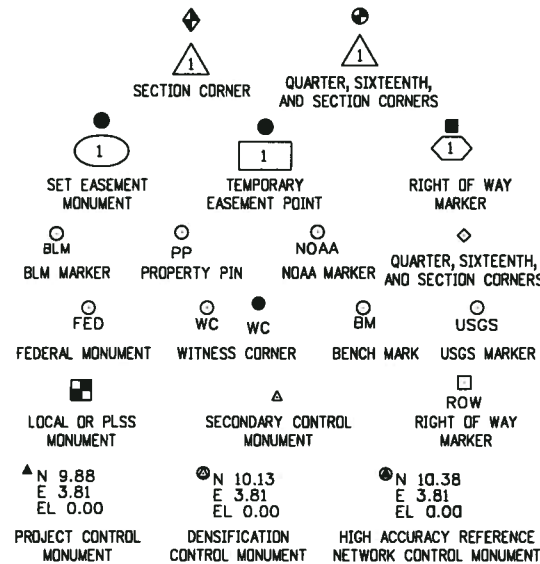 1
1
SECTION CORNER
QUARTER, SIXTEENTH,
AND SECTION CORNERS
1
1
1
SET EASEMENT
MONUMENT
TEMPORARY
EASEMENT POINT
RIGHT OF WAY
MARKER
BLM
PP
NOAA
BLM MARKER
PROPERTY PIN
NOAA MARKER
QUARTER, SIXTEENTH,
AND SECTION CORNERS
FED
WC
WC
BM
USGS
FEDERAL MONUMENT
WITNESS CORNER
BENCH MARK
USGS MARKER
ROW
LOCAL OR PLSS
MONUMENT
SECONDARY CONTROL
MONUMENT
RIGHT OF WAY
MARKER
N 9.88
E 3.81
EL 0.00
N 10.13
E 3.81
EL 0.00
N 10.38
E 3.81
EL 0.00
PROJECT CONTROL
MONUMENT
DENSIFICATION
CONTROL MONUMENT
HIGH ACCURACY REFERENCE
NETWORK CONTROL MONUMENT